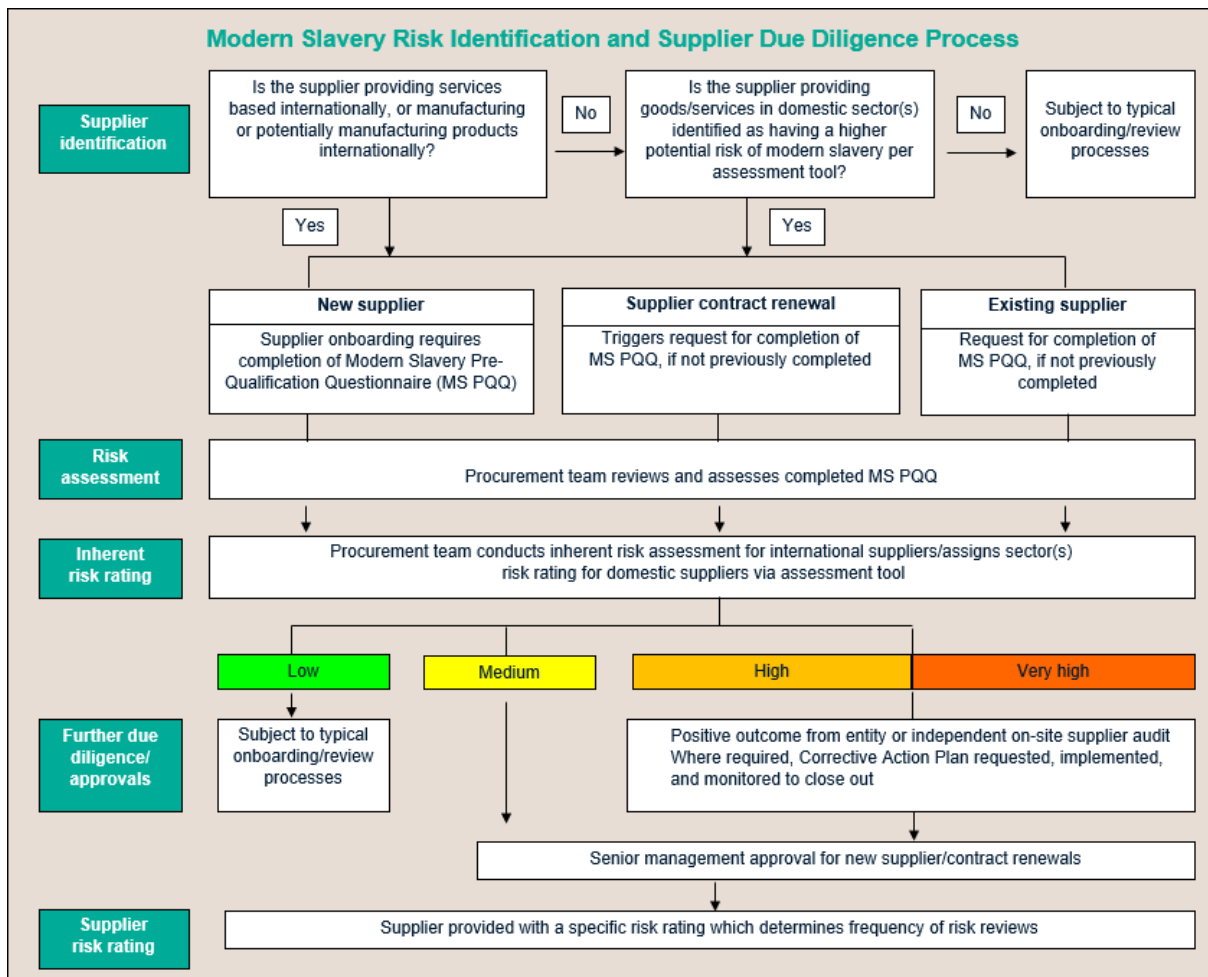 Modern Slavery Risk Identification and Supplier Due Diligence Process
Supplier
identification
Is the supplier providing services
based internationally, or manufacturing
or potentially manufacturing products
internationally?
No
Is the supplier providing
goods/services in domestic sector(s)
identified as having a higher
potential risk of modern slavery per
assessment tool?
No
Subject to typical
onboarding/review
processes
Yes
Yes
New supplier
Supplier onboarding requires
completion of Modern Slavery Pre-
Qualification Questionnaire (MS PQQ)
Supplier contract renewal
Triggers request for completion of
MS PQQ, if not previously completed
Existing supplier
Request for completion of
MS PQQ, if not previously
completed
Risk
assessment
Procurement team reviews and assesses completed MS PQQ
Inherent
risk rating
Procurement team conducts inherent risk assessment for international suppliers/assigns sector(s)
risk rating for domestic suppliers via assessment tool
Low
Medium
High
Very high
Further due
diligence/
approvals
Subject to typical
onboarding/review
processes
Positive outcome from entity or independent on-site supplier audit
Where required, Corrective Action Plan requested, implemented,
and monitored to close out
Senior management approval for new supplier/contract renewals
Supplier
risk rating
Supplier provided with a specific risk rating which determines frequency of risk reviews